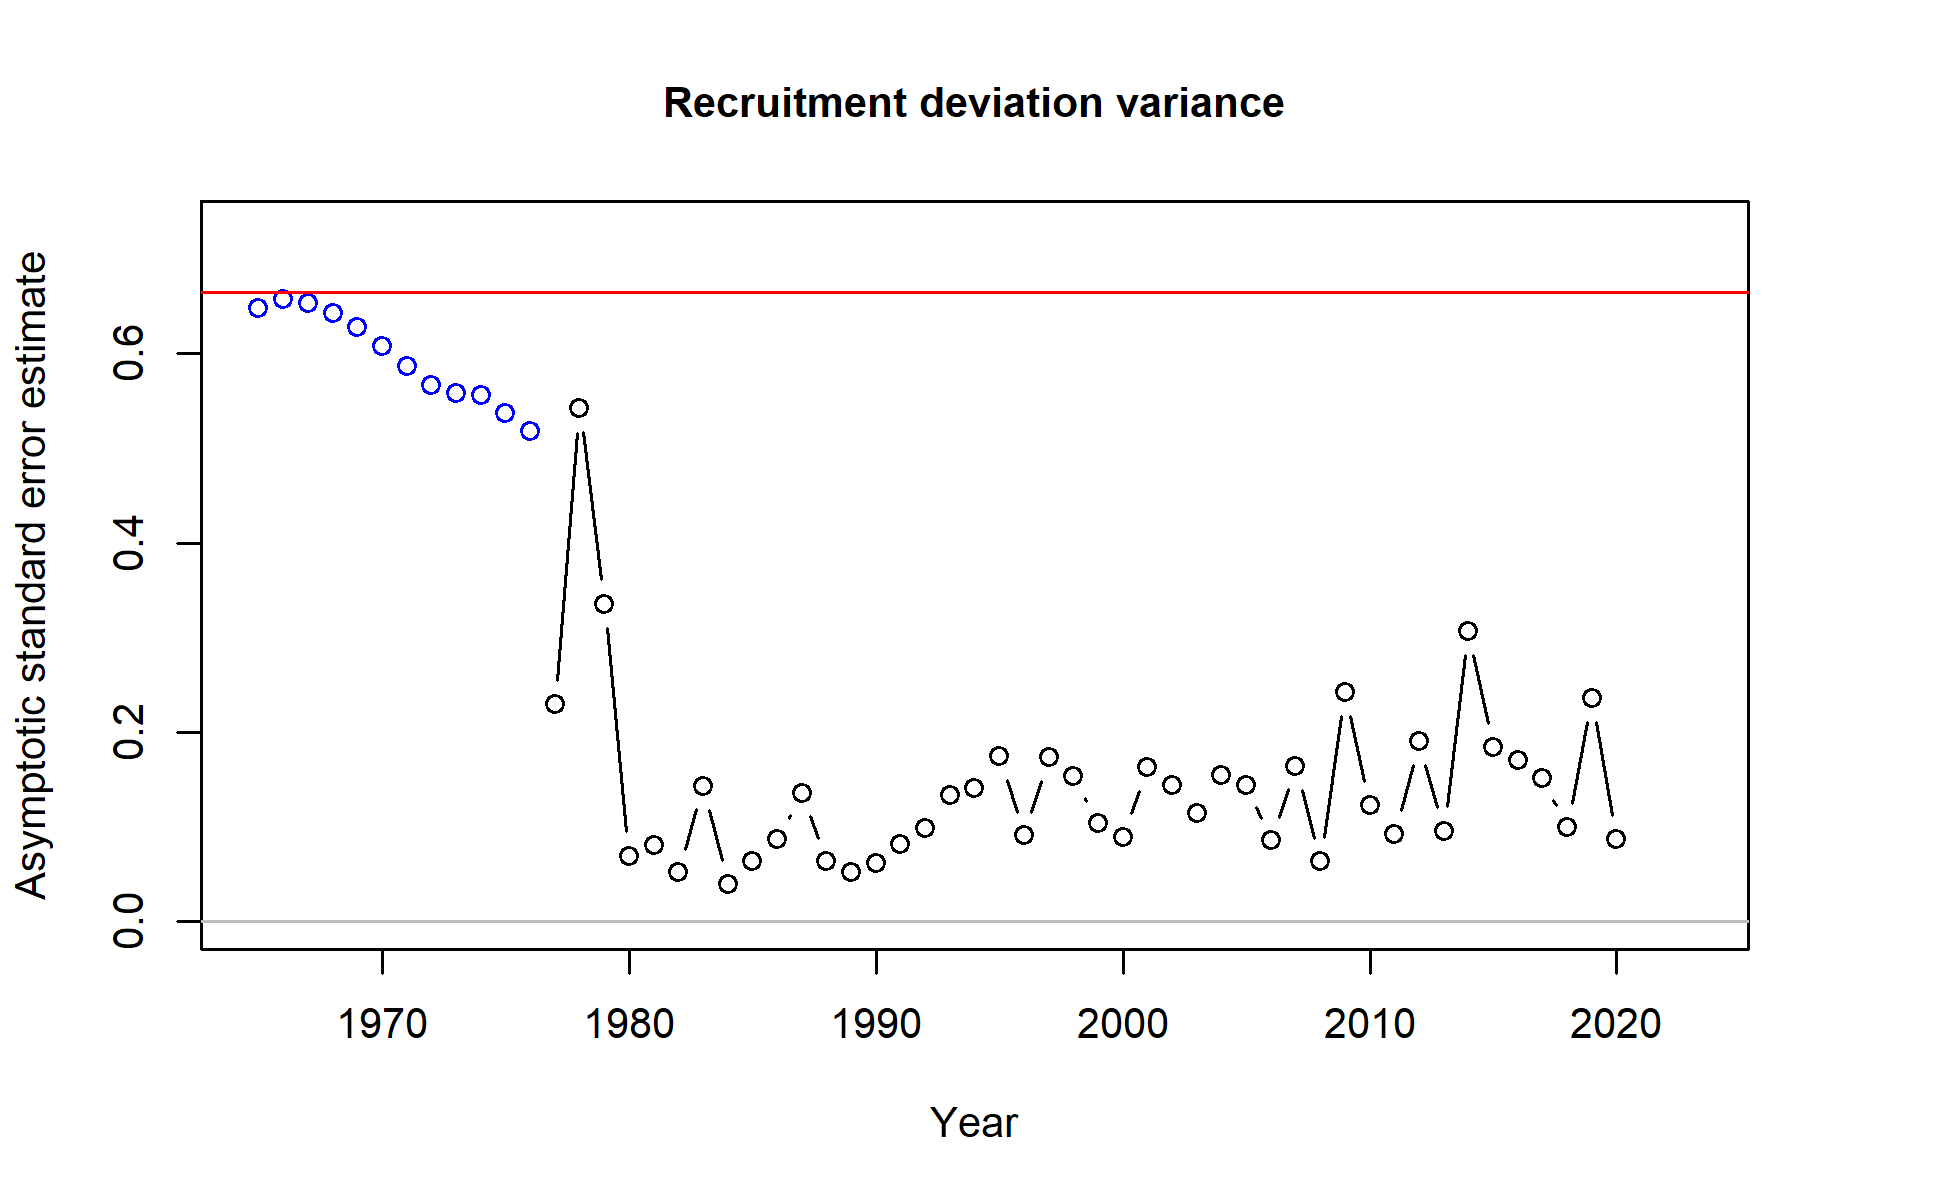 Recruitment deviation variance
Asymptotic standard error estimate
0.6
0.4
0.2
0.0
1970 1980 1990 2000 2010 2020
Year